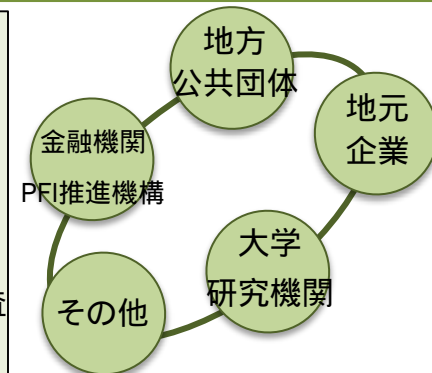 地方
公共団体
地元
企業
金融機関
PFI推進機構
大学
研究機関
その他
査